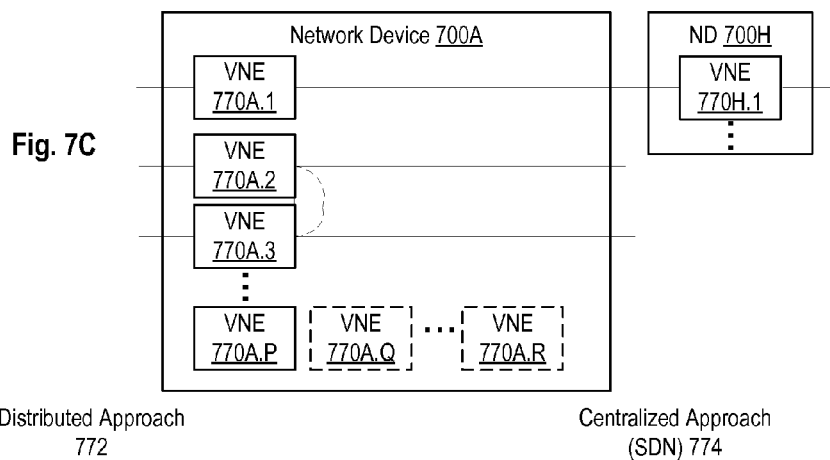 Network Device 700A
ND 700H
VNE
770A.1
VNE
770H.1
Fig. 7C
VNE
770A.2
VNE
770A.3
VNE
770A.P
VNE
770A.Q
VNE
770A.R
Distributed Approach
772
Centralized Approach
(SDN) 774